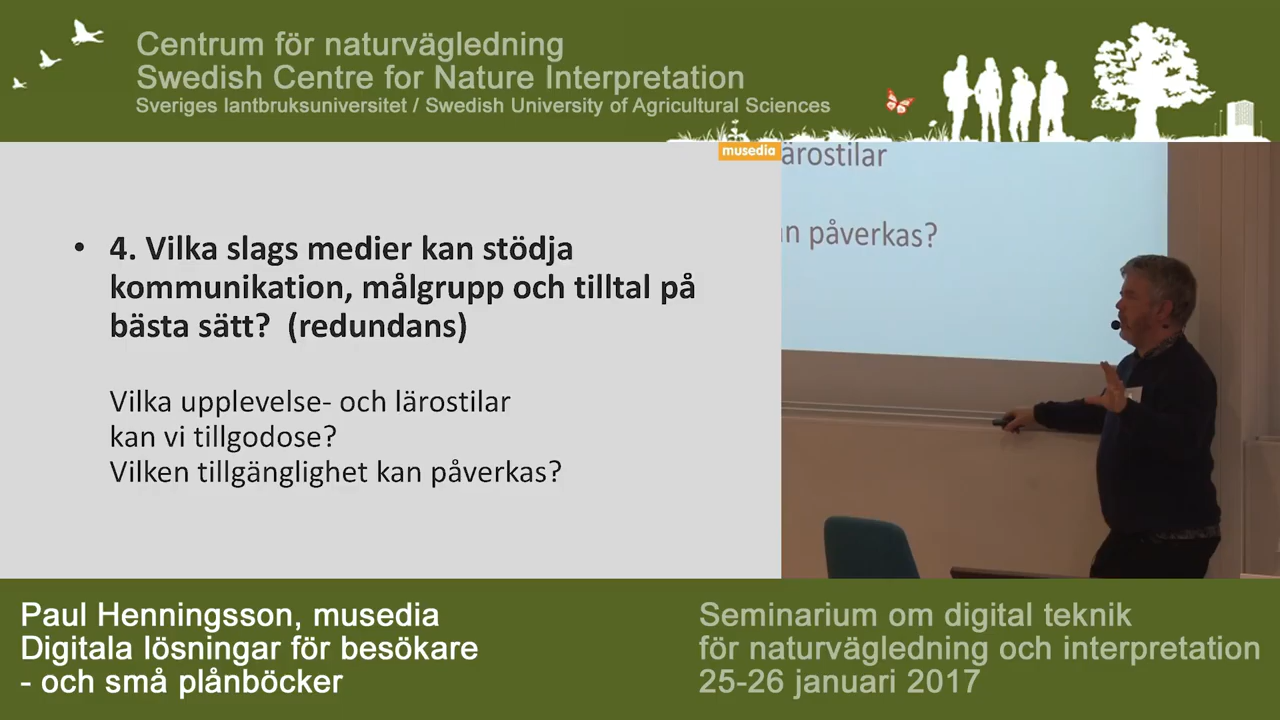 Centrum för naturvägledning
Swedish Centre for Nature Interpretation
Sveriges lantbruksuniversitet / Swedish University of Agricultural Sciences
musedia
• 4. Vilka slags medier kan stödja
kommunikation, målgrupp och tilltal på
bästa sätt? (redundans)
Vilka upplevelse- och lärostilar
kan vi tillgodose?
Vilken tillgänglighet kan påverkas?
ärostilar
n påverkas?
Paul Henningsson, musedia
Digitala lösningar för besökare
- och små plånböcker
Seminarium om digital teknik
för naturvägledning och interpretation
25-26 januari 2017